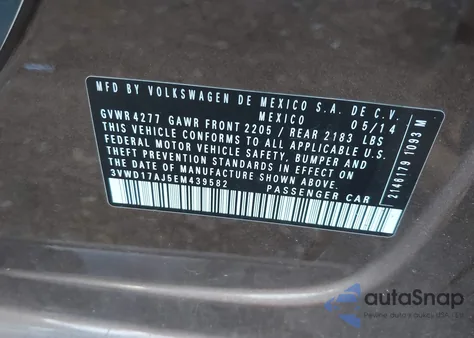 MFD BY VOLKSWAGEN DE MEXICO S.A. DE C.V.
MEXICO 05/14
GVWR 4277 GAWR FRONT 2205 / REAR 2183 LBS
THIS VEHICLE CONFORMS TO ALL APPLICABLE U.S.
FEDERAL MOTOR VEHICLE SAFETY, BUMPER AND
THEFT PREVENTION STANDARDS IN EFFECT ON
THE DATE OF MANUFACTURE SHOWN ABOVE.
3VWD17AJ5EM439582
PASSENGER CAR
2146179 1093 M
autoSnap